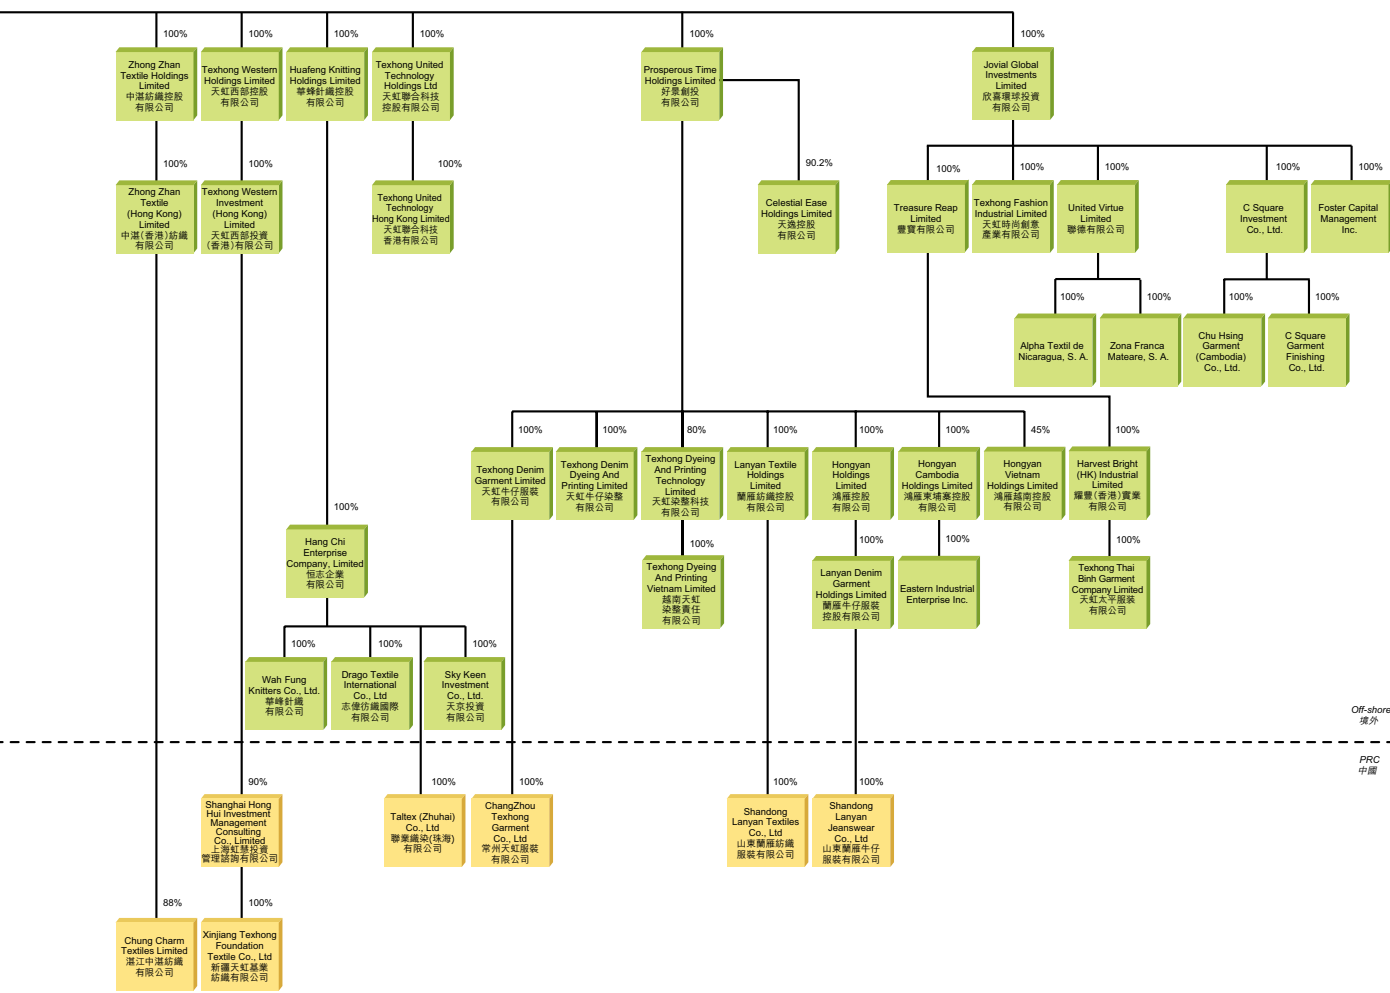 100%
100%
100%
100%
100%
100%
Zhong Zhan
Textile Holdings
Limited
中湛紡織控股
有限公司
Texhong Western
Holdings Limited
天虹西部控股
有限公司
Huafeng Knitting
Holdings Limited
華蜂針織控股
有限公司
Texhong United
Technology
Holdings Ltd
天虹聯合科技
控股有限公司
Prosperous Time
Holdings Limited
好景創投
有限公司
Jovial Global
Investments
Limited
欣喜環球投資
有限公司
100%
100%
100%
90.2%
100%
100%
100%
100%
100%
Zhong Zhan
Textile
(Hong Kong)
Limited
中湛(香港)紡織
有限公司
Texhong Western
Investment
(Hong Kong)
Limited
天虹西部投資
(香港)有限公司
Texhong United
Technology
Hong Kong Limited
天虹聯合科技
香港有限公司
Celestial Ease
Holdings Limited
天逸控股
有限公司
Treasure Reap
Limited
豐寶有限公司
Texhong Fashion
Industrial Limited
天虹時尚創意
產業有限公司
United Virtue
Limited
聯德有限公司
C Square
Investment
Co., Ltd.
Foster Capital
Management
Inc.
100%
100%
100%
100%
Alpha Textil de
Nicaragua, S. A.
Zona Franca
Mateare, S. A.
Chu Hsing
Garment
(Cambodia)
Co., Ltd.
C Square
Garment
Finishing
Co., Ltd.
100%
100%
80%
100%
100%
100%
45%
100%
Texhong Denim
Garment Limited
天虹牛仔服裝
有限公司
Texhong Denim
Dyeing And
Printing Limited
天虹牛仔染整
有限公司
Texhong Dyeing
And Printing
Technology
Limited
天虹染整科技
有限公司
Lanyan Textile
Holdings
Limited
蘭雁紡織控股
有限公司
Hongyan
Holdings
Limited
鴻雁控股
有限公司
Hongyan
Cambodia
Holdings Limited
鴻雁柬埔寨控股
有限公司
Hongyan
Vietnam
Holdings Limited
鴻雁越南控股
有限公司
Harvest Bright
(HK) Industrial
Limited
耀豐(香港)實業
有限公司
100%
Hang Chi
Enterprise
Company, Limited
恒志企業
有限公司
100%
100%
100%
100%
Texhong Dyeing
And Printing
Vietnam Limited
越南天虹
染整責任
有限公司
Lanyan Denim
Garment
Holdings Limited
蘭雁牛仔服裝
控股有限公司
Eastern Industrial
Enterprise Inc.
Texhong Thai
Binh Garment
Company Limited
天虹太平服裝
有限公司
100%
100%
100%
Wah Fung
Knitters Co., Ltd.
華峰針織
有限公司
Drago Textile
International
Co., Ltd
志偉彷織國際
有限公司
Sky Keen
Investment
Co., Ltd.
天京投資
有限公司
Off-shore
境外
PRC
中國
90%
100%
100%
100%
100%
Shanghai Hong
Hui Investment
Management
Consulting
Co., Limited
上海虹慧投資
管理諮詢有限公司
Taltex (Zhuhai)
Co., Ltd
聯業織染(珠海)
有限公司
ChangZhou
Texhong
Garment
Co., Ltd
常州天虹服裝
有限公司
Shandong
Lanyan Textiles
Co., Ltd
山東蘭雁紡織
服裝有限公司
Shandong
Lanyan
Jeanswear
Co., Ltd
山東蘭雁牛仔
服裝有限公司
88%
100%
Chung Charm
Textiles Limited
湛江中湛紡織
有限公司
Xinjiang Texhong
Foundation
Textile Co., Ltd
新疆天虹基業
紡織有限公司